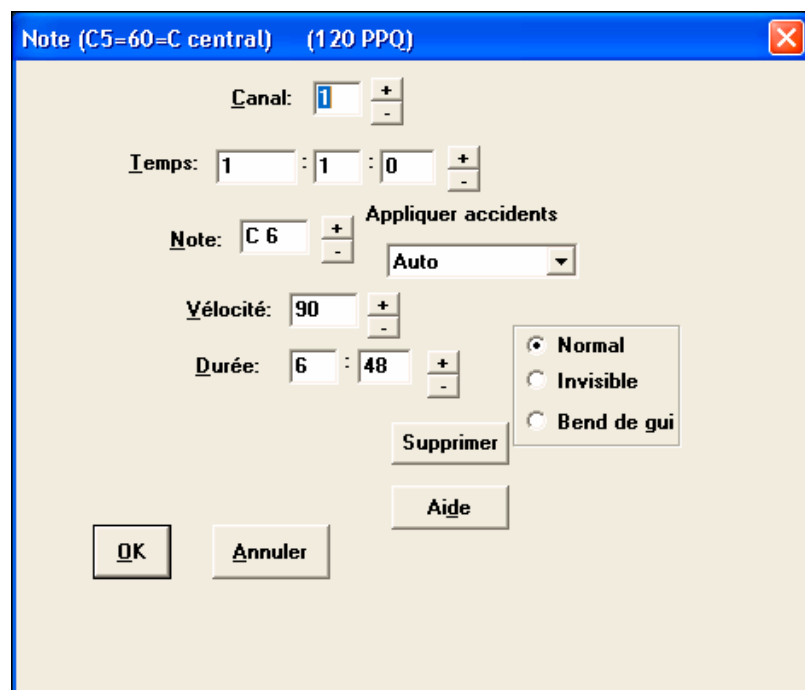 Note (C5=60=C central) (120 PPQ)
Canal: 1 + -
Temps: 1 : 1 : 0 + -
Note: C 6 + -
Appliquer accidents
Auto
Vélocité: 90 + -
Durée: 6 : 48 + -
Normal
Invisible
Bend de gui
Supprimer
Aide
OK
Annuler